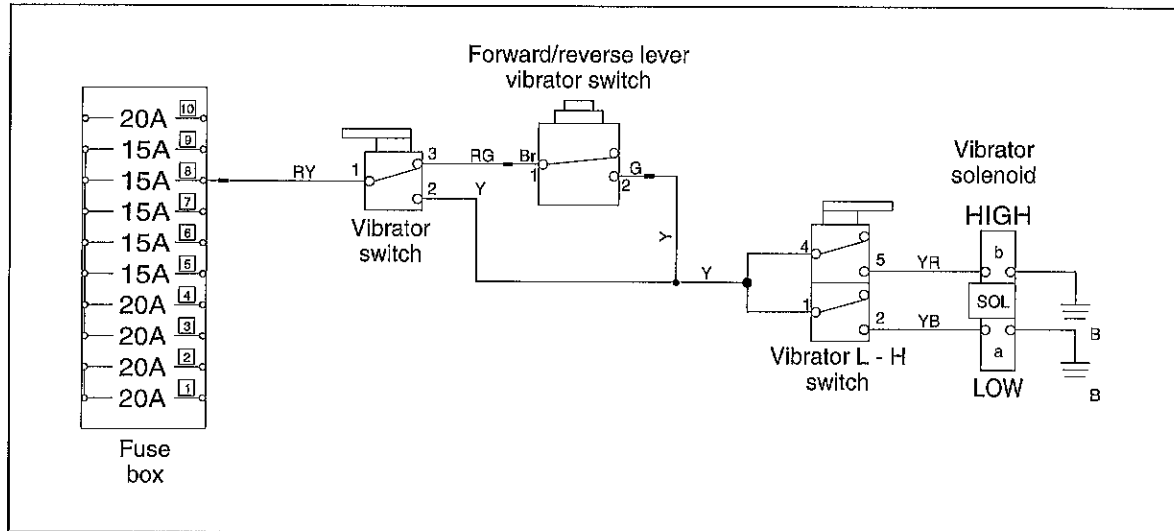 Forward/reverse lever
vibrator switch
20A 10
15A 9
15A 8
15A 7
15A 6
15A 5
20A 4
20A 3
20A 2
20A 1
Fuse
box
RY
1
3
2
Vibrator
switch
RG
Y
Br
1
G
2
Y
Y
4
5
1
2
Vibrator L - H
switch
YR
YB
Vibrator
solenoid
HIGH
b
SOL
a
LOW
B
B